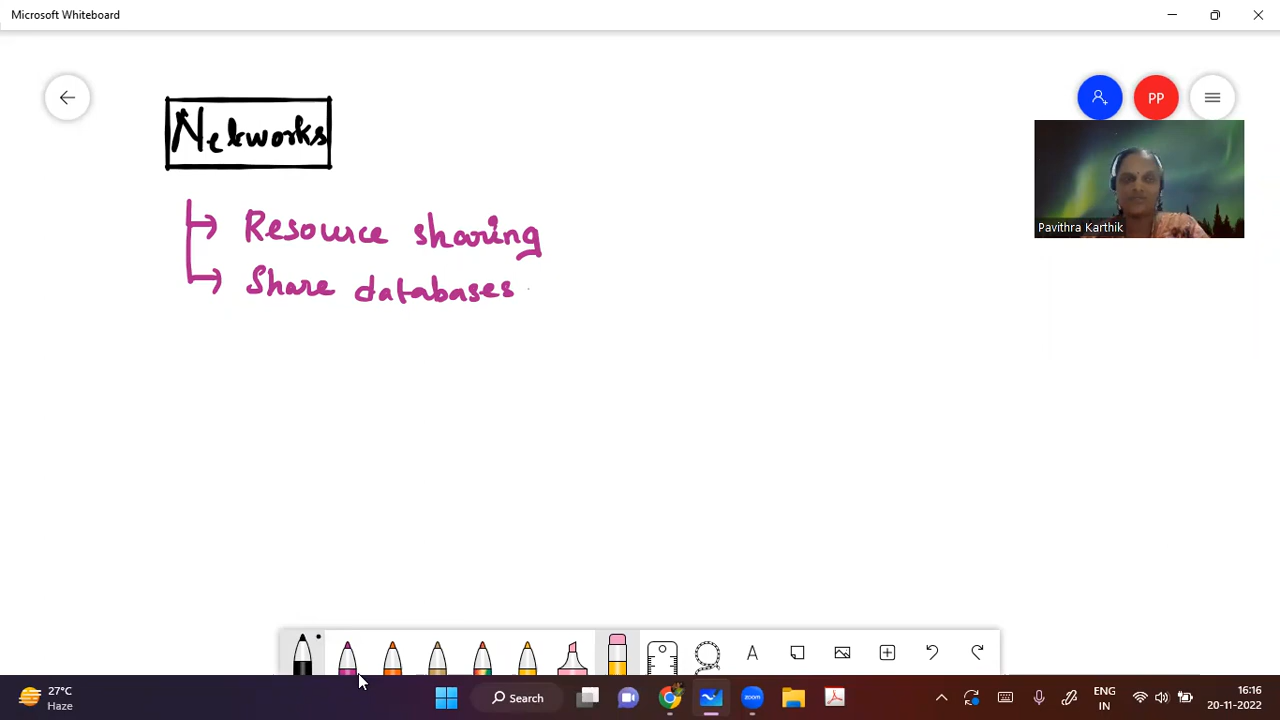 Microsoft Whiteboard
PP
Networks
Pavithra Karthik
Resource sharing
Share databases
A
27°C
Haze
Search
zoom
ENG
IN
16:16
20-11-2022